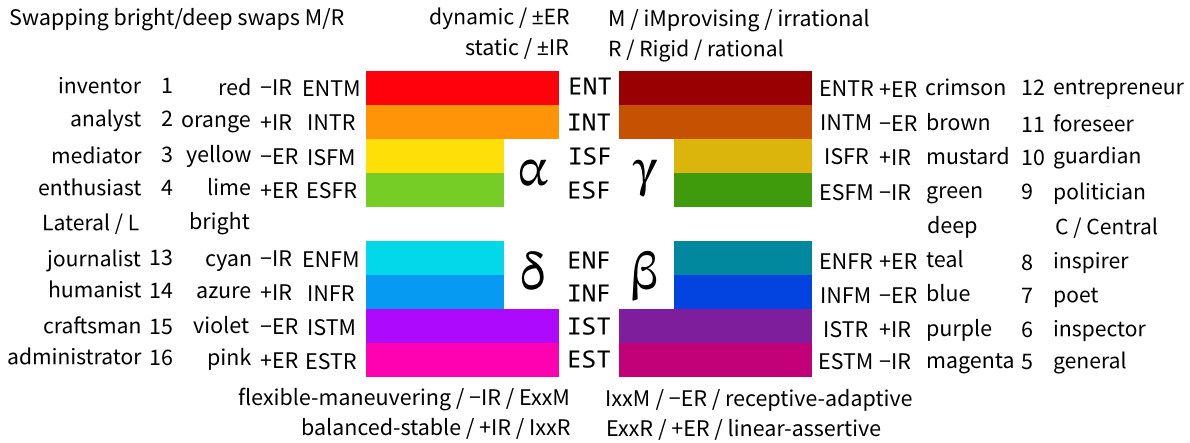 Swapping bright/deep swaps M/R
dynamic / ±ER
M / iMprovising / irrational
static / ±IR
R / Rigid / rational
inventor 1 red −IR ENTM ENT ENTR +ER crimson 12 entrepreneur
analyst 2 orange +IR INTR INT INTM −ER brown 11 foreseer
mediator 3 yellow −ER ISFM ISF ISFR +IR mustard 10 guardian
α γ
enthusiast 4 lime +ER ESFR ESF ESFM −IR green 9 politician
Lateral / L bright deep C / Central
journalist 13 cyan −IR ENFM ENF ENFR +ER teal 8 inspirer
δ β
humanist 14 azure +IR INFR INF INFM −ER blue 7 poet
craftsman 15 violet −ER ISTM IST ISTR +IR purple 6 inspector
administrator 16 pink +ER ESTR EST ESTM −IR magenta 5 general
flexible-maneuvering / −IR / ExxM
IxxM / −ER / receptive-adaptive
balanced-stable / +IR / IxxR
ExxR / +ER / linear-assertive